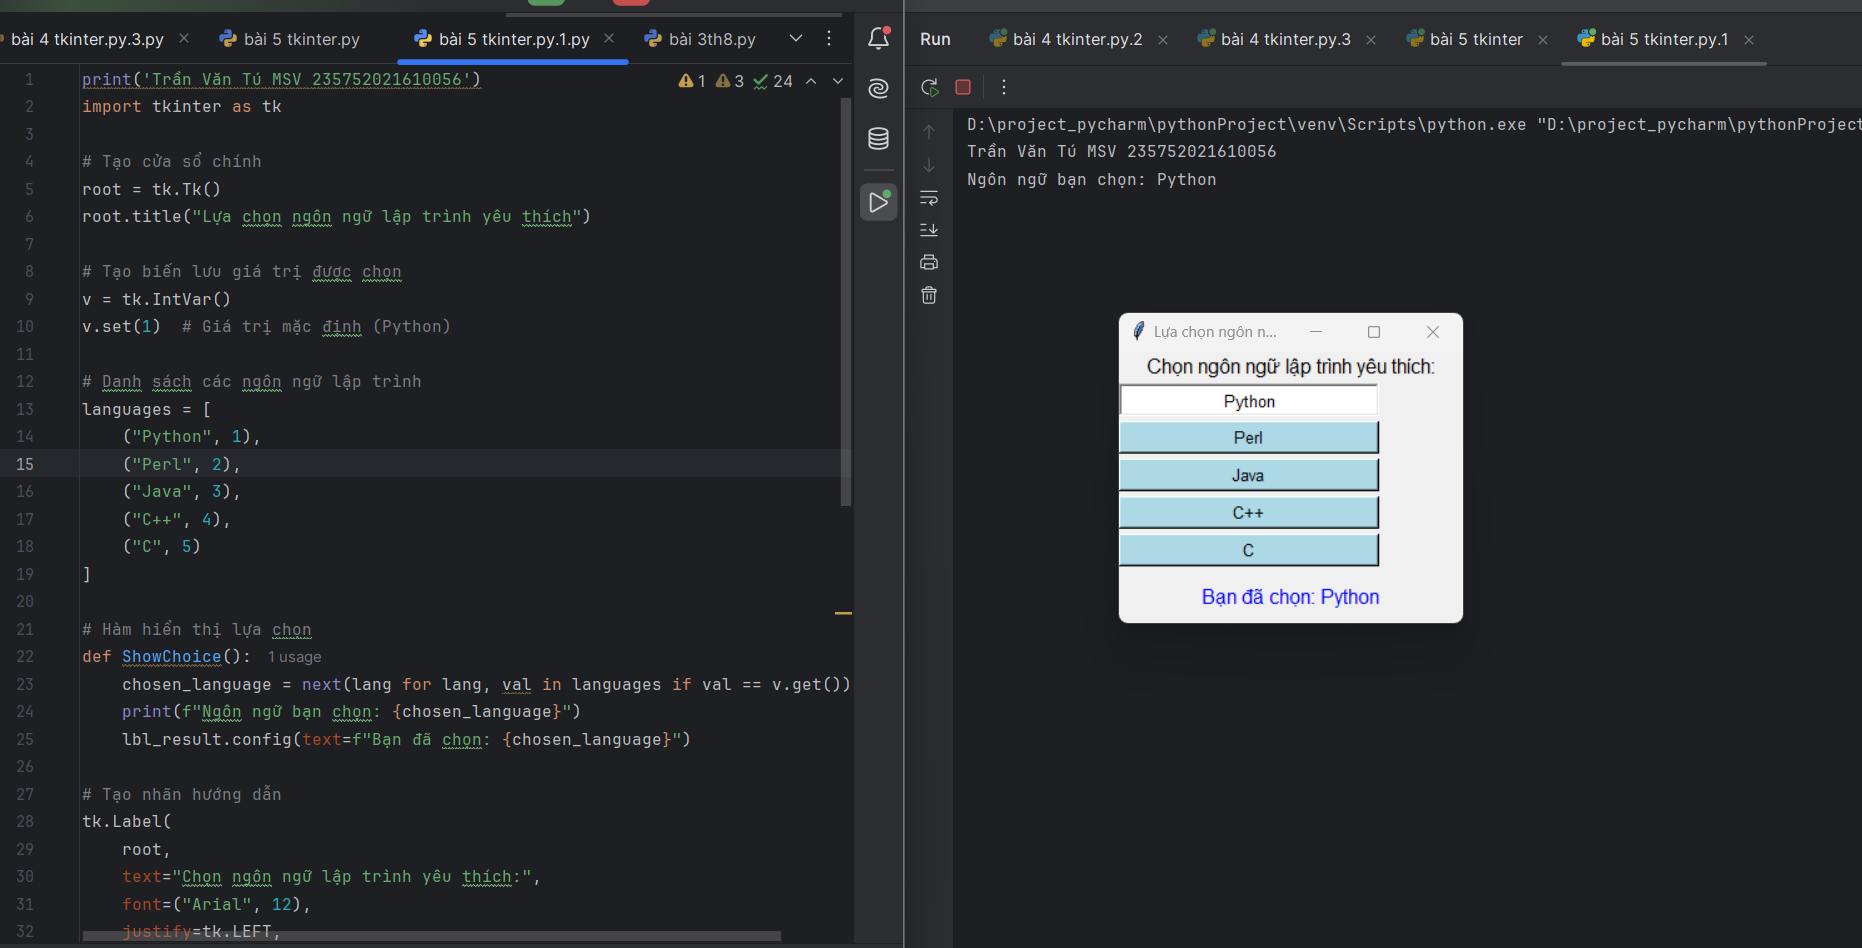 bài 4 tkinter.py.3.py
bài 5 tkinter.py
bài 5 tkinter.py.1.py
bài 3th8.py
1 3 24
1 print('Trần Văn Tú MSV 235752021610056')
2 import tkinter as tk
3
4 # Tạo cửa sổ chính
5 root = tk.Tk()
6 root.title("Lựa chọn ngôn ngữ lập trình yêu thích")
7
8 # Tạo biến lưu giá trị được chọn
9 v = tk.IntVar()
10 v.set(1)  # Giá trị mặc định (Python)
11
12 # Danh sách các ngôn ngữ lập trình
13 languages = [
14     ("Python", 1),
15     ("Perl", 2),
16     ("Java", 3),
17     ("C++", 4),
18     ("C", 5)
19 ]
20
21 # Hàm hiển thị lựa chọn
22 def ShowChoice():  1 usage
23     chosen_language = next(lang for lang, val in languages if val == v.get())
24     print(f"Ngôn ngữ bạn chọn: {chosen_language}")
25     lbl_result.config(text=f"Bạn đã chọn: {chosen_language}")
26
27 # Tạo nhãn hướng dẫn
28 tk.Label(
29     root,
30     text="Chọn ngôn ngữ lập trình yêu thích:",
31     font=("Arial", 12),
32     justify=tk.LEFT,
Run
bài 4 tkinter.py.2
bài 4 tkinter.py.3
bài 5 tkinter
bài 5 tkinter.py.1
D:\project_pycharm\pythonProject\venv\Scripts\python.exe "D:\project_pycharm\pythonProject
Trần Văn Tú MSV 235752021610056
Ngôn ngữ bạn chọn: Python
Lựa chọn ngôn n...
Chọn ngôn ngữ lập trình yêu thích:
Python
Perl
Java
C++
C
Bạn đã chọn: Python